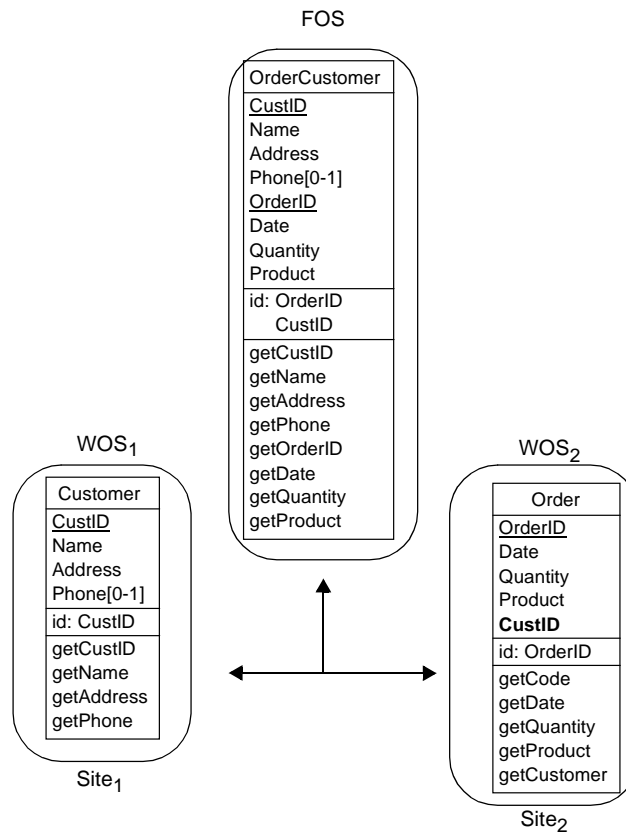 FOS
OrderCustomer
CustID
Name
Address
Phone[0-1]
OrderID
Date
Quantity
Product
id: OrderID
CustID
getCustID
getName
getAddress
getPhone
getOrderID
getDate
getQuantity
getProduct
WOS1
Customer
CustID
Name
Address
Phone[0-1]
id: CustID
getCustID
getName
getAddress
getPhone
Site1
WOS2
Order
OrderID
Date
Quantity
Product
CustID
id: OrderID
getCode
getDate
getQuantity
getProduct
getCustomer
Site2